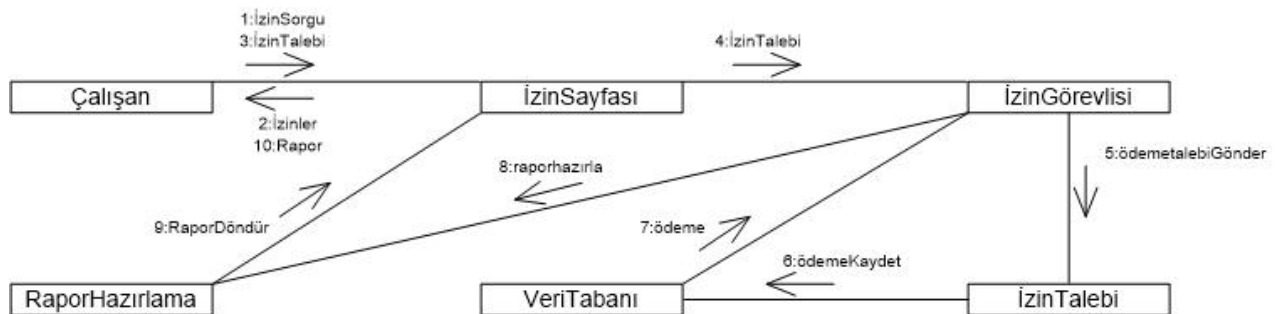 1:İzinSorgu
3:İzinTalebi
4:İzinTalebi
Çalışan
İzinSayfası
İzinGörevlisi
2:İzinler
10:Rapor
8:raporhazırla
5:ödemetalebiGönder
9:RaporDöndür
7:ödeme
6:ödemeKaydet
RaporHazırlama
VeriTabanı
İzinTalebi